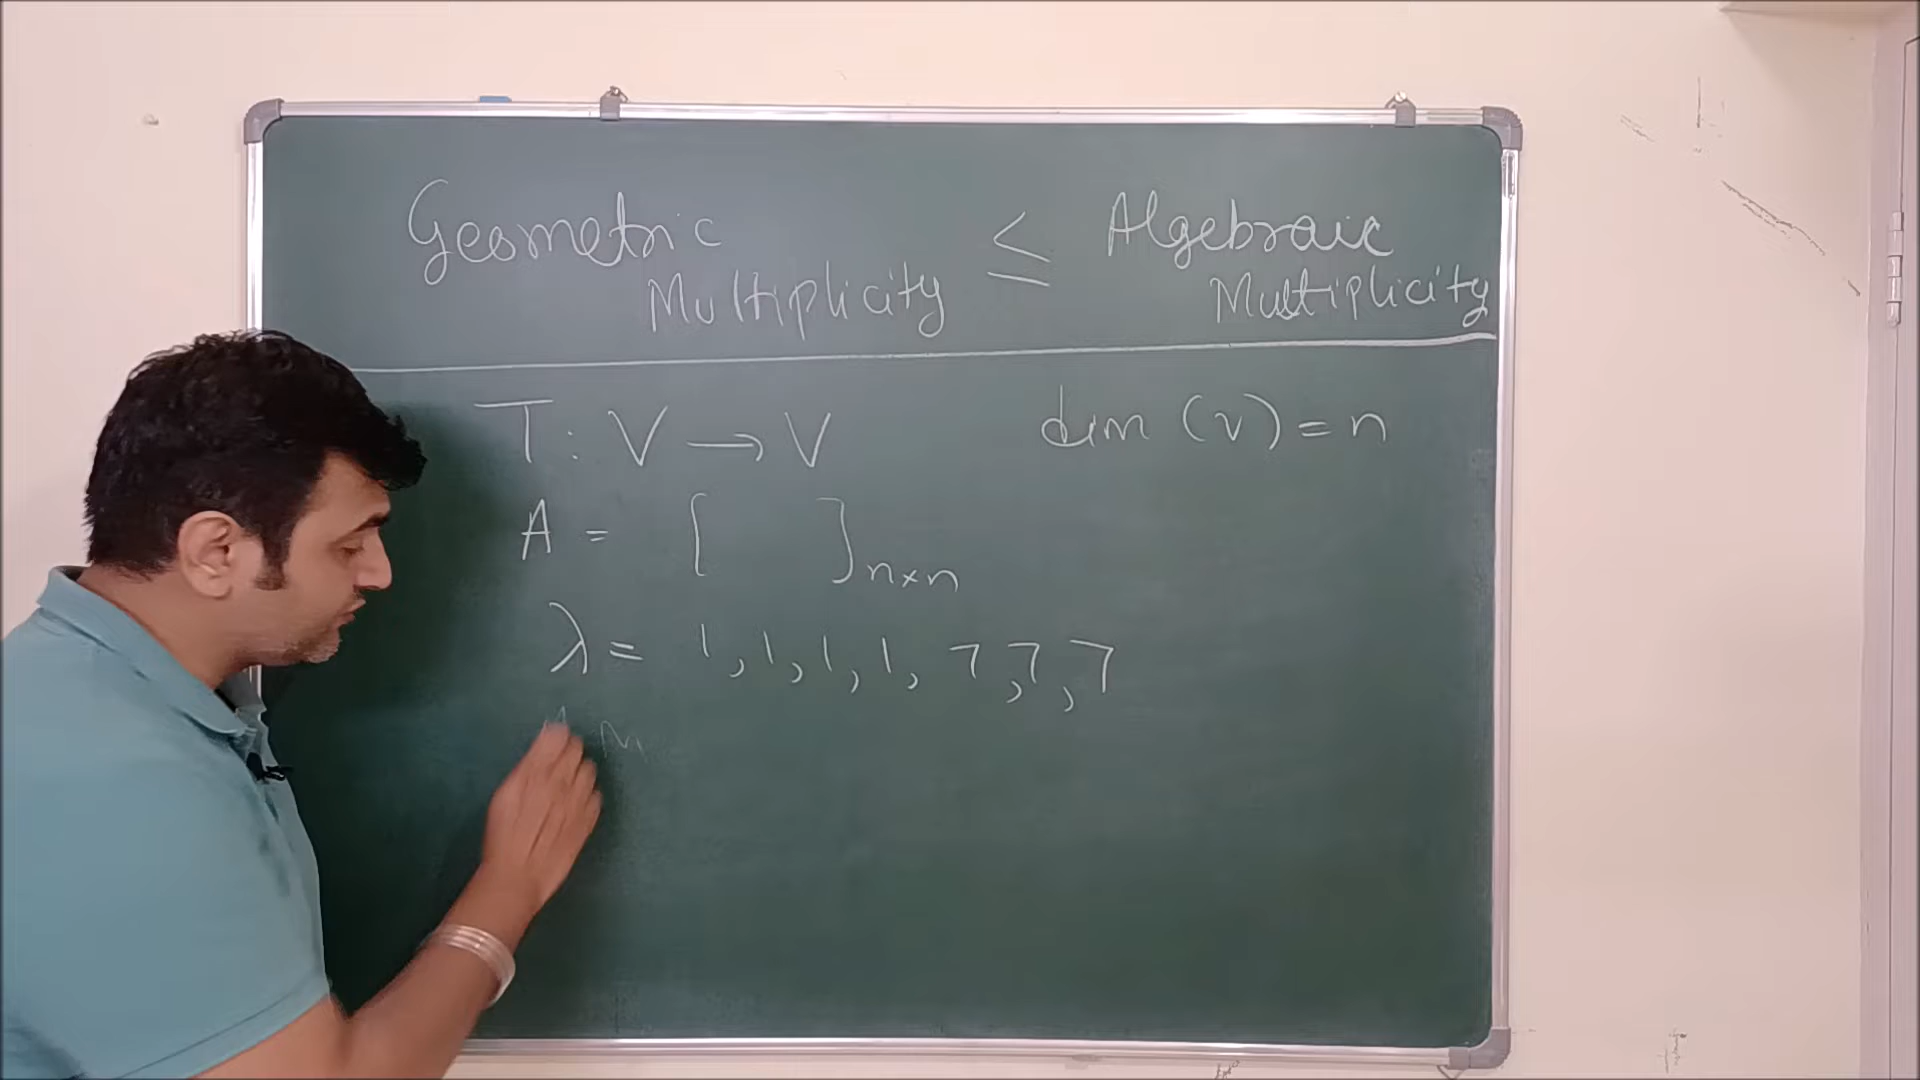 Geometric ≤ Algebraic
Multiplicity Multiplicity
T : V → V dim (V) = n
A = [ ]n×n
λ = 1, 1, 1, 1, 7, 7, 7